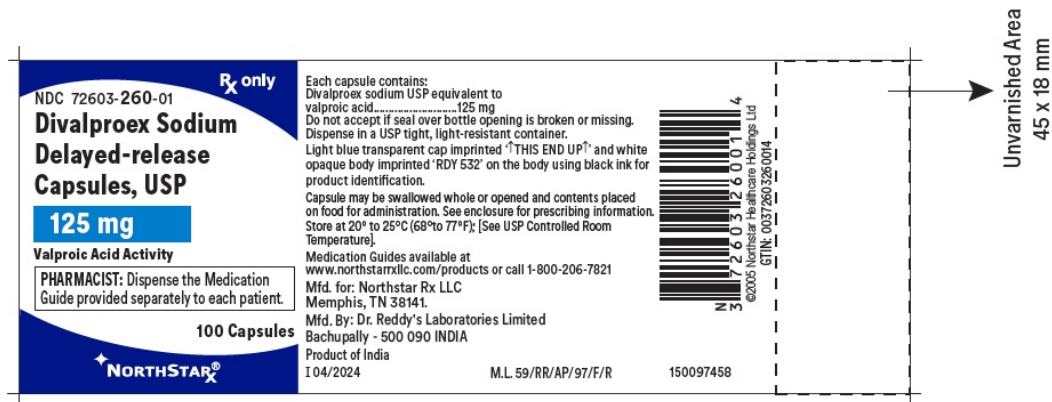 Rx only
NDC 72603-260-01
Divalproex Sodium
Delayed-release
Capsules, USP
125 mg
Valproic Acid Activity
PHARMACIST: Dispense the Medication
Guide provided separately to each patient.
100 Capsules
NORTHSTARx®
Each capsule contains:
Divalproex sodium USP equivalent to
valproic acid............................125 mg
Do not accept if seal over bottle opening is broken or missing.
Dispense in a USP tight, light-resistant container.
Light blue transparent cap imprinted ‘↑THIS END UP↑’ and white
opaque body imprinted ‘RDY 532’ on the body using black ink for
product identification.
Capsule may be swallowed whole or opened and contents placed
on food for administration. See enclosure for prescribing information.
Store at 20° to 25°C (68°to 77°F); [See USP Controlled Room
Temperature].
Medication Guides available at
www.northstarrxllc.com/products or call 1-800-206-7821
Mfd. for: Northstar Rx LLC
Memphis, TN 38141.
Mfd. By: Dr. Reddy's Laboratories Limited
Bachupally - 500 090 INDIA
Product of India
I 04/2024 M.L. 59/RR/AP/97/F/R 150097458
N
3 72603 26001 4
©2005 Northstar Healthcare Holdings Ltd
GTIN: 00372603260014
Unvarnished Area
45 x 18 mm